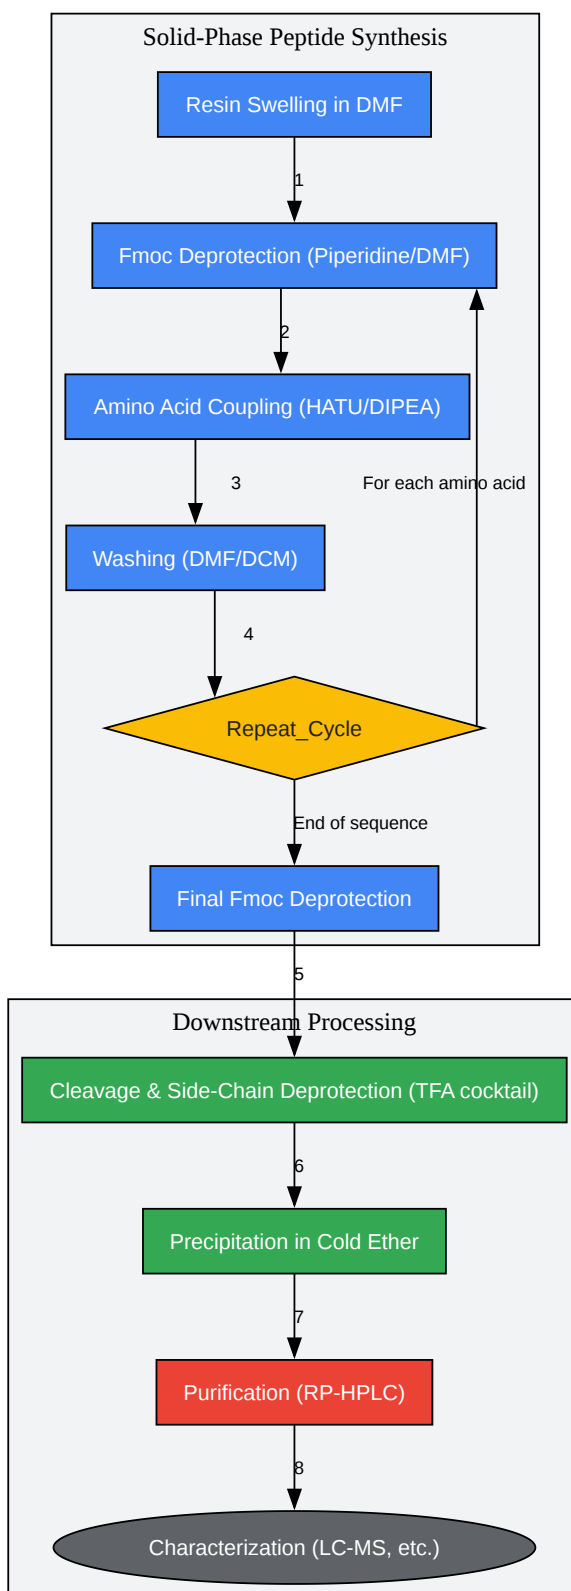 Solid-Phase Peptide Synthesis
Resin Swelling in DMF
1
Fmoc Deprotection (Piperidine/DMF)
2
Amino Acid Coupling (HATU/DIPEA)
3
For each amino acid
Washing (DMF/DCM)
4
Repeat_Cycle
End of sequence
Final Fmoc Deprotection
5
Downstream Processing
Cleavage & Side-Chain Deprotection (TFA cocktail)
6
Precipitation in Cold Ether
7
Purification (RP-HPLC)
8
Characterization (LC-MS, etc.)